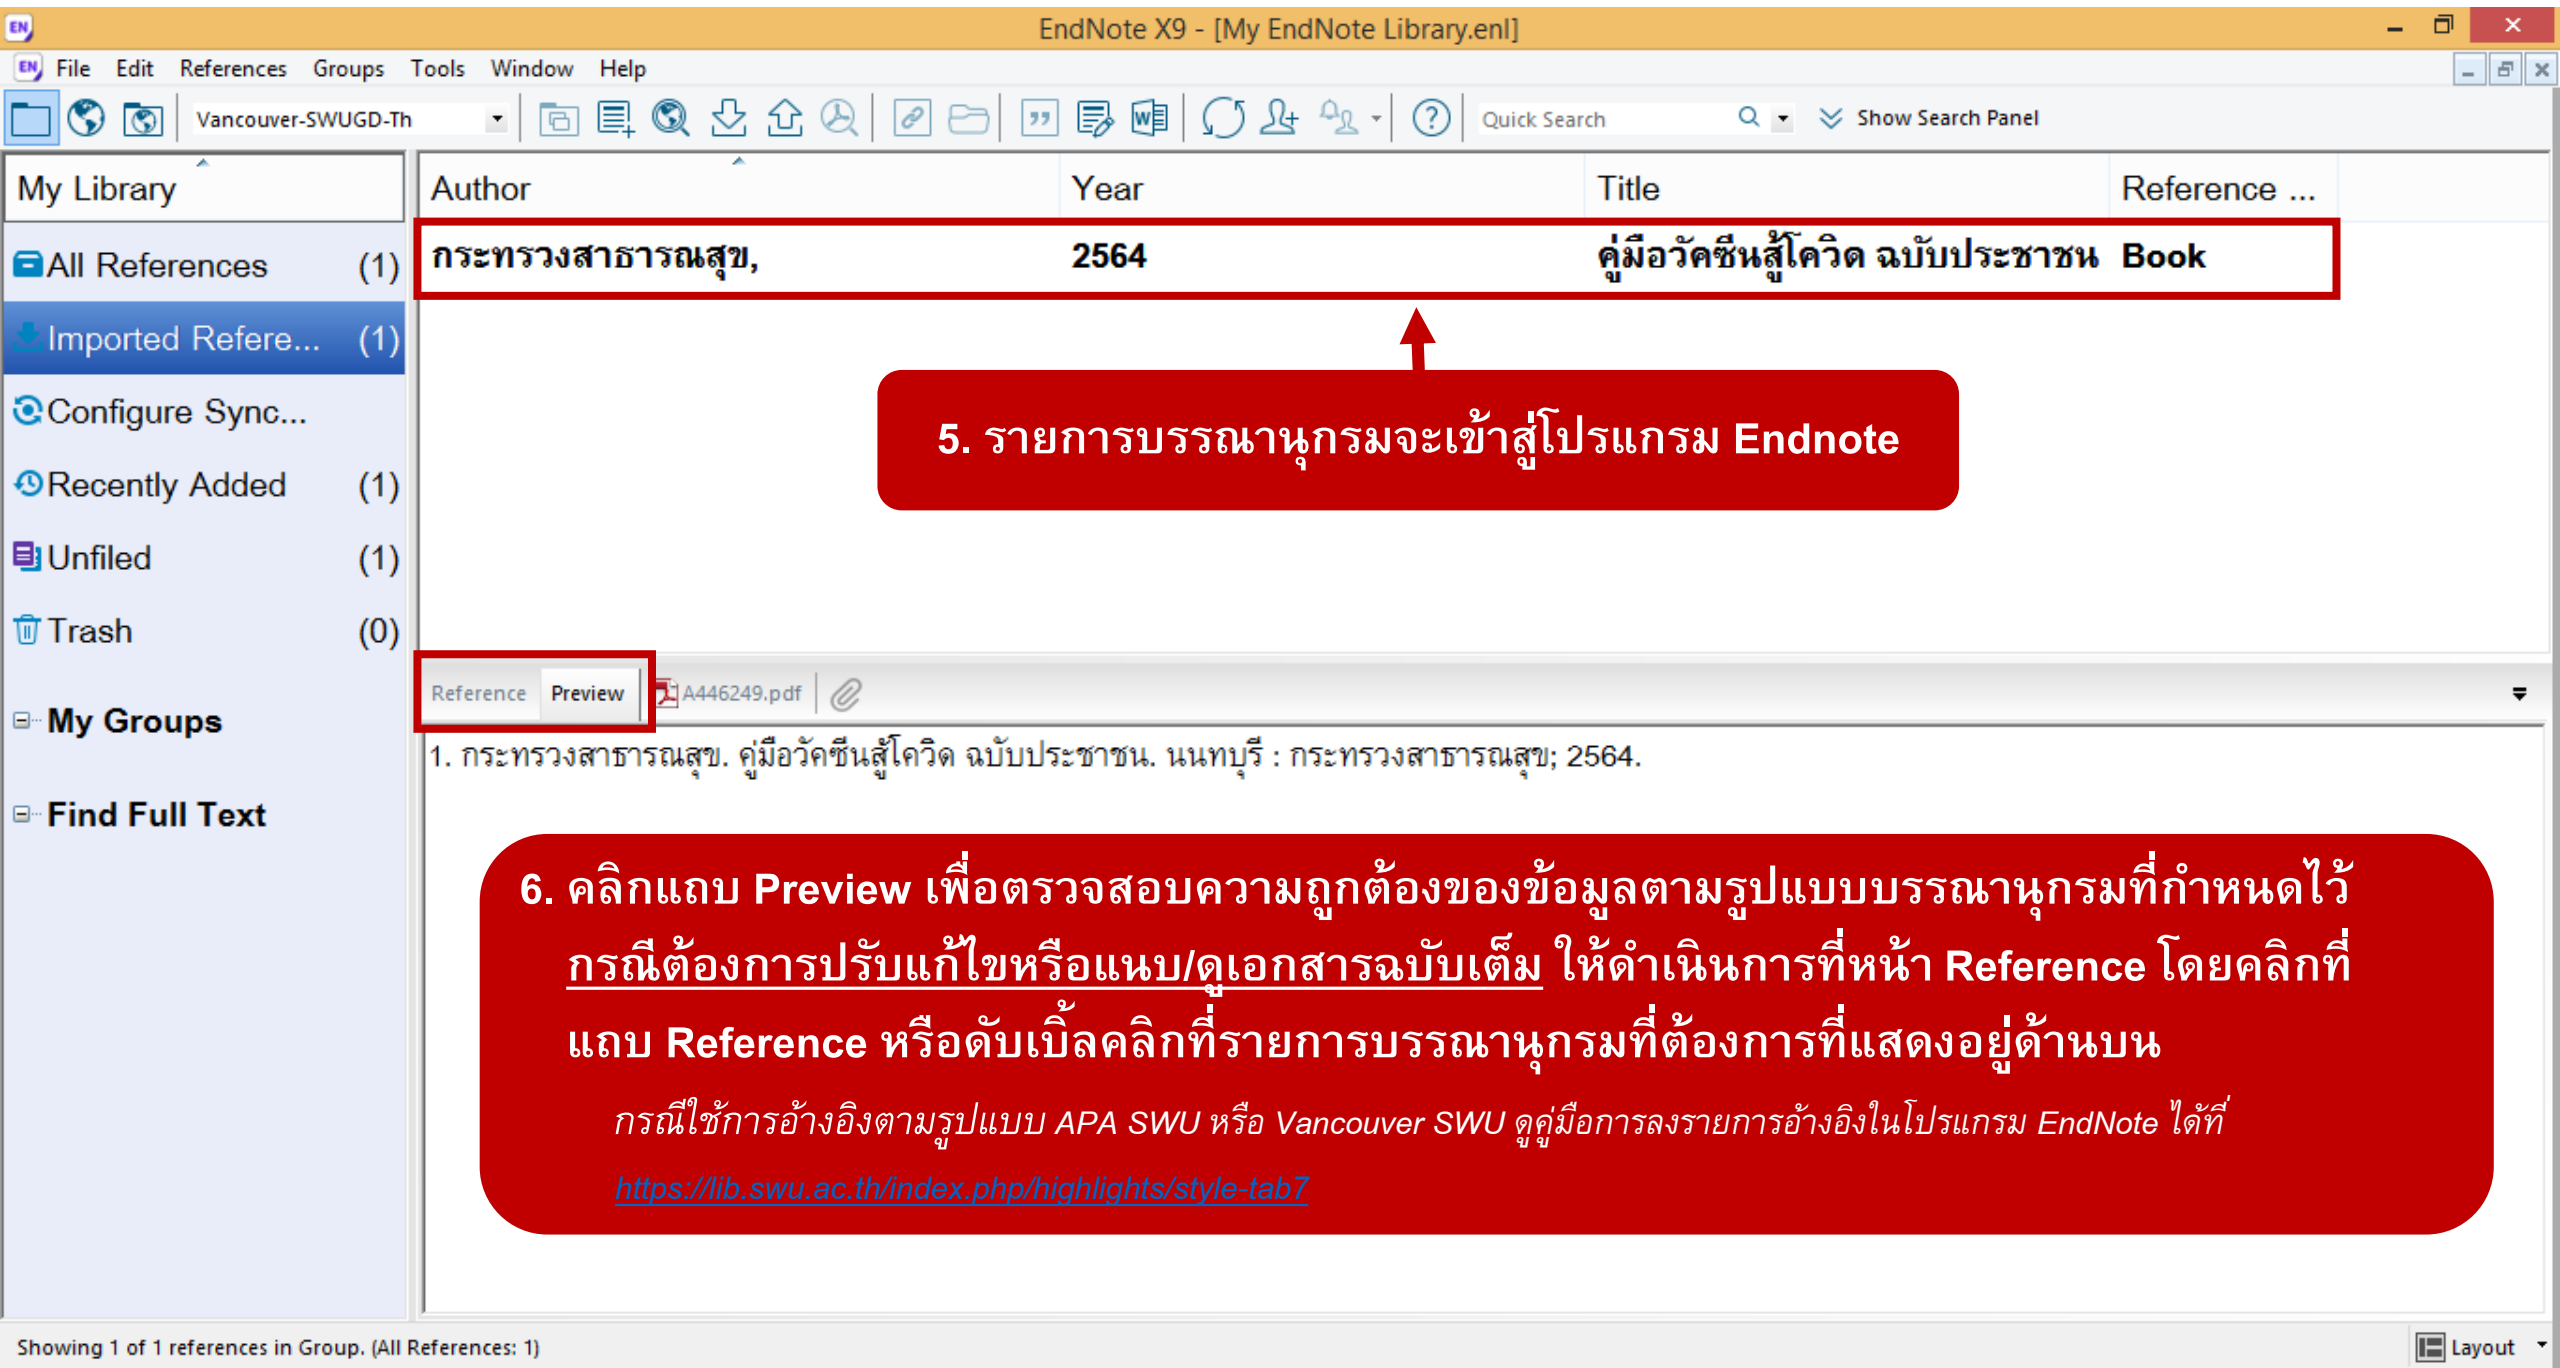 EndNote X9 - [My EndNote Library.enl]
File Edit References Groups Tools Window Help
Vancouver-SWUGD-Th
Quick Search
Show Search Panel
My Library
Author Year Title Reference ...
All References (1)
กระทรวงสาธารณสุข, 2564 คู่มือวัคซีนสู้โควิด ฉบับประชาชน Book
Imported Refere... (1)
Configure Sync...
5. รายการบรรณานุกรมจะเข้าสู่โปรแกรม Endnote
Recently Added (1)
Unfiled (1)
Trash (0)
Reference Preview A446249.pdf
My Groups
1. กระทรวงสาธารณสุข. คู่มือวัคซีนสู้โควิด ฉบับประชาชน. นนทบุรี : กระทรวงสาธารณสุข; 2564.
Find Full Text
6. คลิกแถบ Preview เพื่อตรวจสอบความถูกต้องของข้อมูลตามรูปแบบบรรณานุกรมที่กำหนดไว้
กรณีต้องการปรับแก้ไขหรือแนบ/ดูเอกสารฉบับเต็ม ให้ดำเนินการที่หน้า Reference โดยคลิกที่
แถบ Reference หรือดับเบิ้ลคลิกที่รายการบรรณานุกรมที่ต้องการที่แสดงอยู่ด้านบน
กรณีใช้การอ้างอิงตามรูปแบบ APA SWU หรือ Vancouver SWU ดูคู่มือการลงรายการอ้างอิงในโปรแกรม EndNote ได้ที่
https://lib.swu.ac.th/index.php/highlights/style-tab7
Showing 1 of 1 references in Group. (All References: 1)
Layout